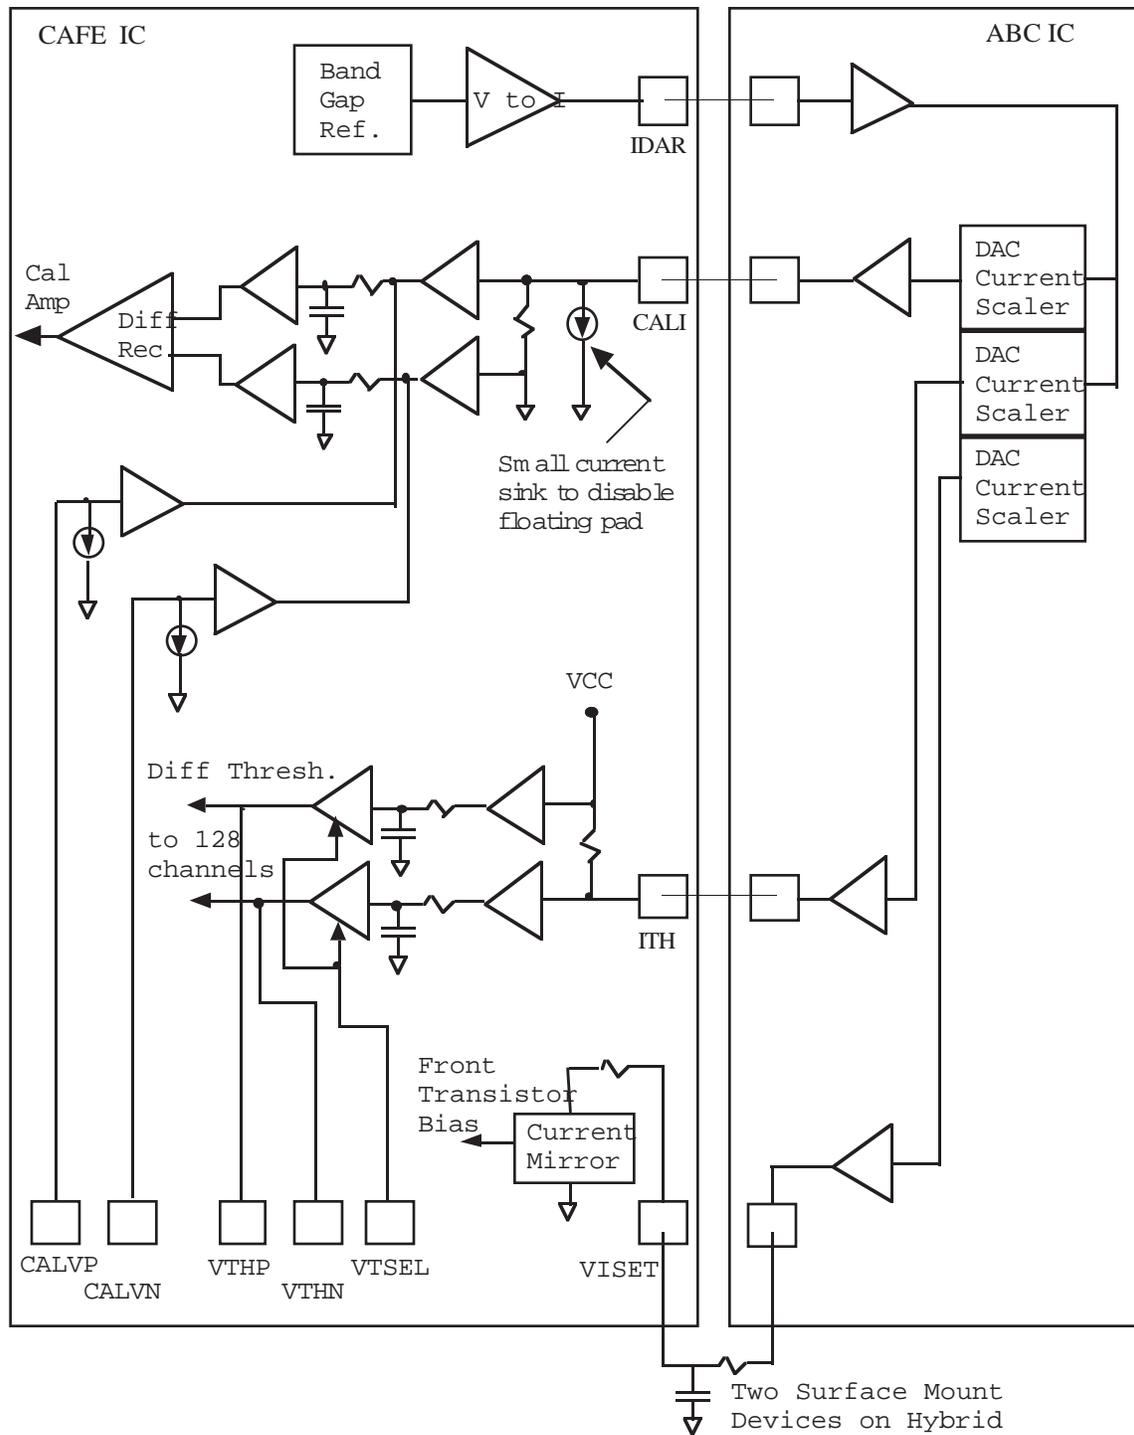 CAFE IC
ABC IC
Band
Gap
Ref.
V to I
IDAR
DAC
Current
Scaler
Cal
Amp
Diff
Rec
CALI
DAC
Current
Scaler
Small current
sink to disable
floating pad
DAC
Current
Scaler
VCC
Diff Thresh.
to 128
channels
ITH
Front
Transistor
Bias
Current
Mirror
CALVP
CALVN
VTHP
VTHN
VTSEL
VISET
Two Surface Mount
Devices on Hybrid